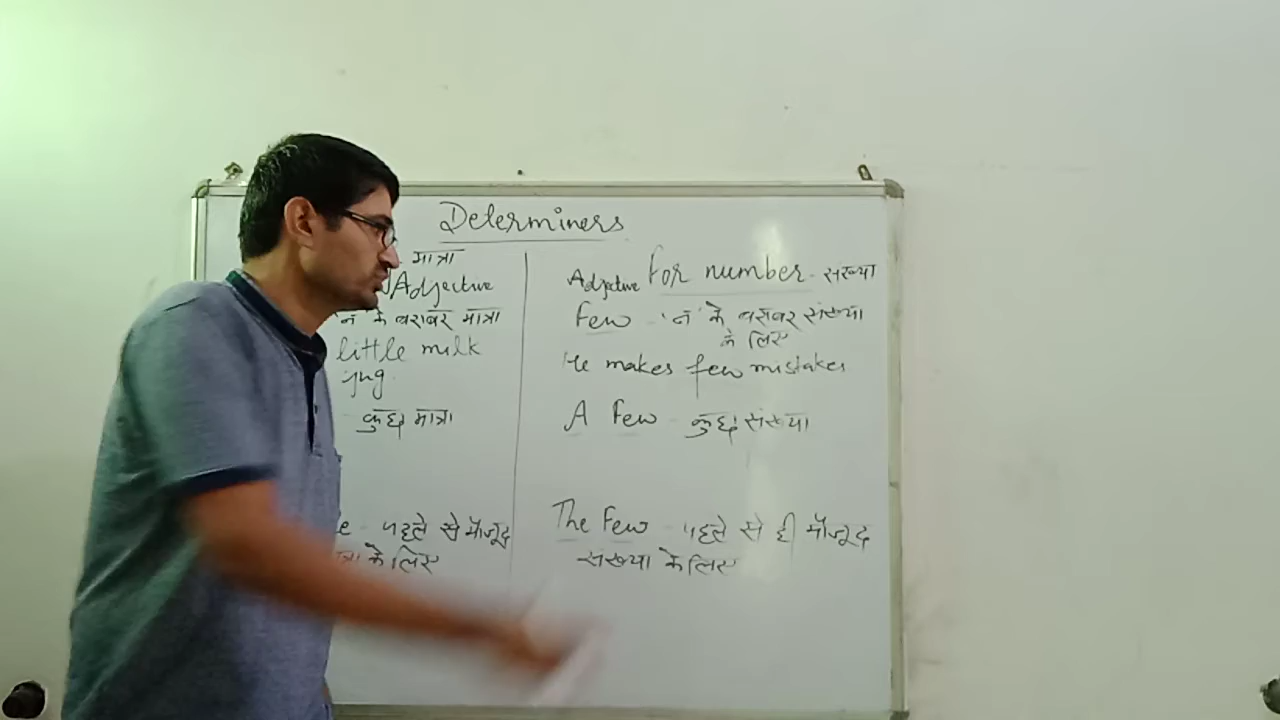 Determiners
मात्रा
Adjective
न' के बराबर मात्रा
little milk
jug.
कुछ मात्रा
पहले से मौजूद
के लिए
Adjective For number - संख्या
Few - 'न' के बराबर संख्या
के लिए
He makes few mistakes
A Few - कुछ संख्या
The Few - पहले से ही मौजूद
संख्या के लिए